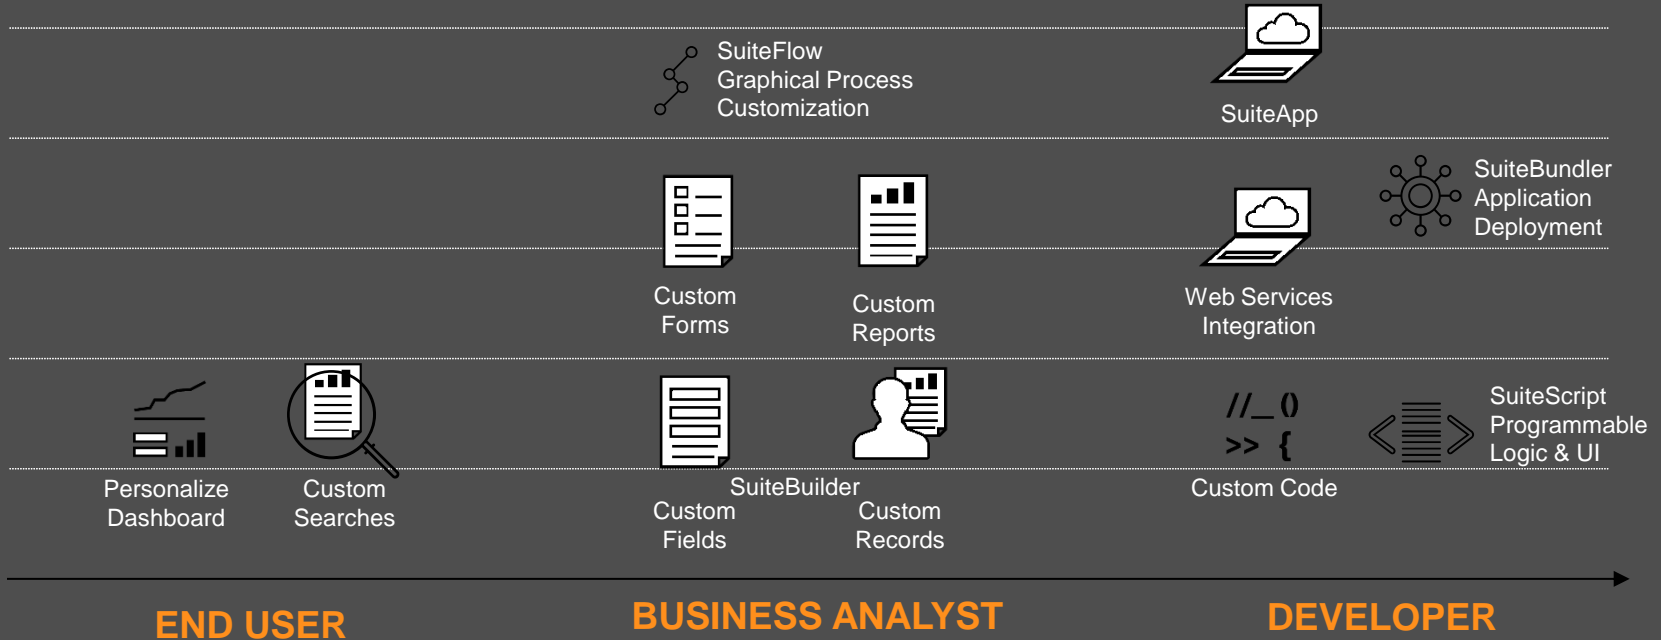 SuiteFlow
Graphical Process
Customization
SuiteApp
SuiteBundler
Application
Deployment
Custom
Forms
Custom
Reports
Web Services
Integration
//_ ()
>> {
SuiteScript
Programmable
Logic & UI
Personalize
Dashboard
Custom
Searches
SuiteBuilder
Custom
Fields
Custom
Records
Custom Code
END USER
BUSINESS ANALYST
DEVELOPER